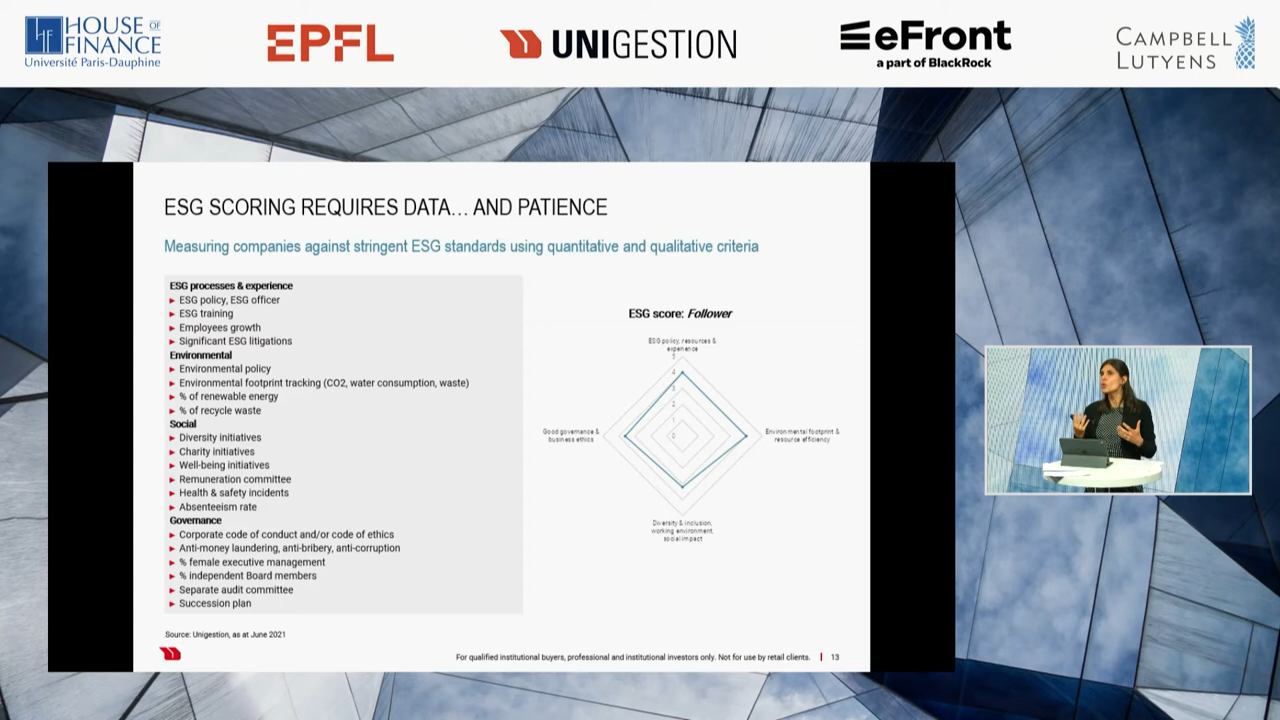 HOUSE OF
FINANCE
Université Paris-Dauphine
EPFL
UNIGESTION
eFront
a part of BlackRock
CAMPBELL
LUTYENS
ESG SCORING REQUIRES DATA... AND PATIENCE
Measuring companies against stringent ESG standards using quantitative and qualitative criteria
ESG processes & experience
► ESG policy, ESG officer
► ESG training
► Employees growth
► Significant ESG litigations
Environmental
► Environmental policy
► Environmental footprint tracking (CO2, water consumption, waste)
► % of renewable energy
► % of recycle waste
Social
► Diversity initiatives
► Charity initiatives
► Well-being initiatives
► Remuneration committee
► Health & safety incidents
► Absenteeism rate
Governance
► Corporate code of conduct and/or code of ethics
► Anti-money laundering, anti-bribery, anti-corruption
► % female executive management
► % independent Board members
► Separate audit committee
► Succession plan
ESG score: Follower
ESG policy, resources &
experience
5
4
3
2
1
0
Good governance &
business ethics
Environmental footprint &
resource efficiency
Diversity & inclusion,
working environment,
social impact
Source: Unigestion, as at June 2021
For qualified institutional buyers, professional and institutional investors only. Not for use by retail clients. | 13